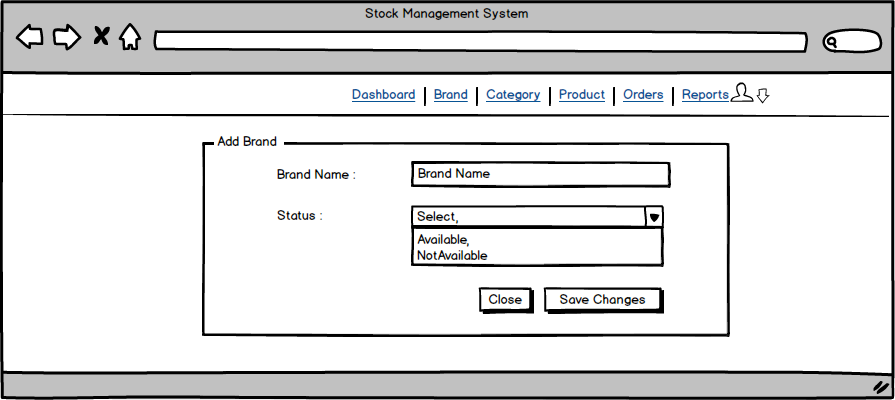 Stock Management System
Dashboard Brand Category Product Orders Reports
Add Brand
Brand Name : Brand Name
Status : Select,
Available,
NotAvailable
Close Save Changes